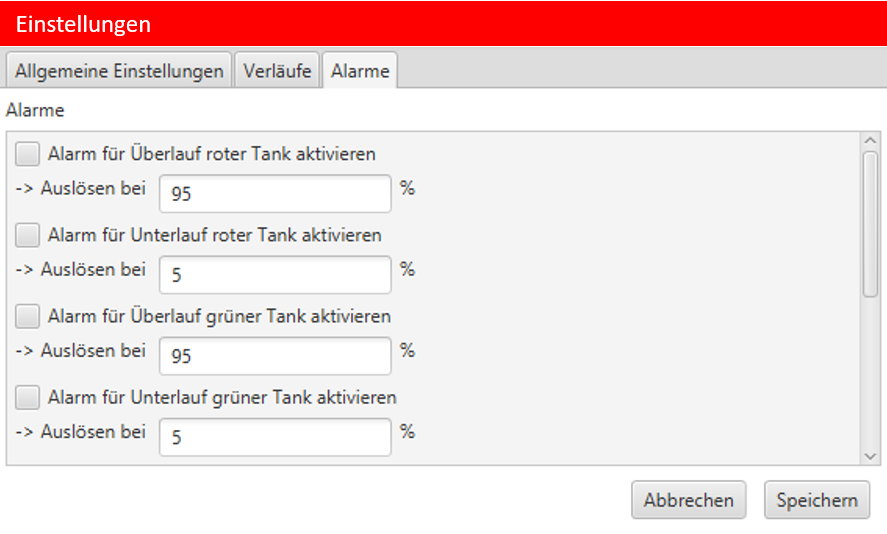 Einstellungen
Allgemeine Einstellungen Verläufe Alarme
Alarme
Alarm für Überlauf roter Tank aktivieren
-> Auslösen bei 95 %
Alarm für Unterlauf roter Tank aktivieren
-> Auslösen bei 5 %
Alarm für Überlauf grüner Tank aktivieren
-> Auslösen bei 95 %
Alarm für Unterlauf grüner Tank aktivieren
-> Auslösen bei 5 %
Abbrechen Speichern